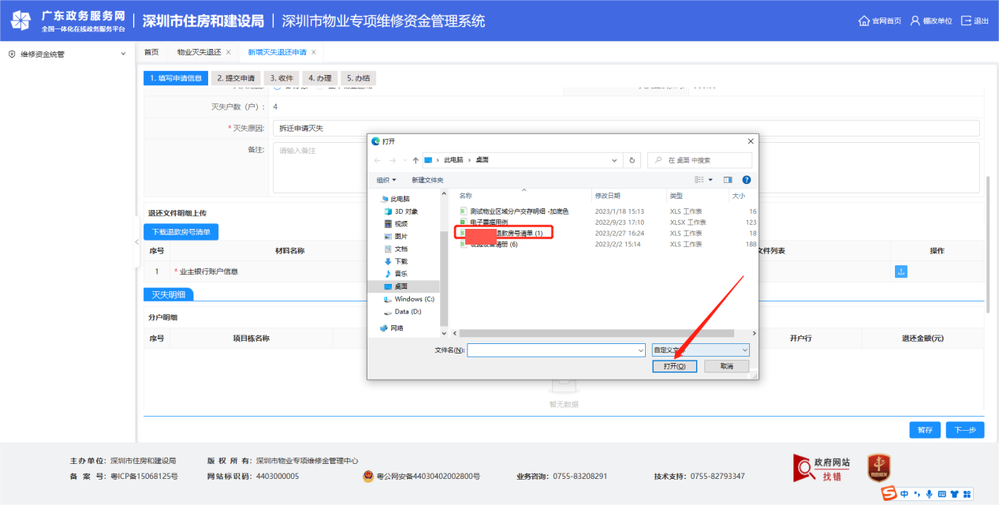 广东政务服务网
全国一体化在线政务服务平台
深圳市住房和建设局
深圳市物业专项维修资金管理系统
官网首页 棚改单位 退出
维修资金统管
首页 物业灭失退还 × 新增灭失退还申请 ×
1. 填写申请信息 2. 提交申请 3. 收件 4. 办理 5. 办结
灭失户数（户）: 4
* 灭失原因: 拆迁申请灭失
备注: 请输入备注
退还文件明细上传
下载退款房号清单
序号 材料名称 文件列表 操作
1 * 业主银行账户信息
灭失明细
分户明细
序号 项目栋名称 开户行 退还金额(元)
暂无数据
暂存 下一步
打开
此电脑 › 桌面
在 桌面 中搜索
组织 新建文件夹
此电脑
3D 对象
视频
图片
文档
下载
音乐
桌面
Windows (C:)
Data (D:)
网络
名称 修改日期 类型 大小
测试物业区域分户交存明细 -加底色 2023/1/18 15:13 XLS 工作表 16
电子票据用例 2022/9/23 17:10 XLSX 工作表 123
退款房号清单 (1) 2023/2/27 16:24 XLS 工作表 18
设施设备清册 (6) 2023/2/2 15:14 XLS 工作表 188
文件名(N): 自定义文件
打开(O) 取消
主办单位: 深圳市住房和建设局 版 权 所 有: 深圳市物业专项维修金管理中心
备 案 号: 粤ICP备15068125号 网站标识码: 4403000005 粤公网安备44030402002800号 业务咨询: 0755-83208291 技术支持: 0755-82793347
政府网站
找错
党政机关
中